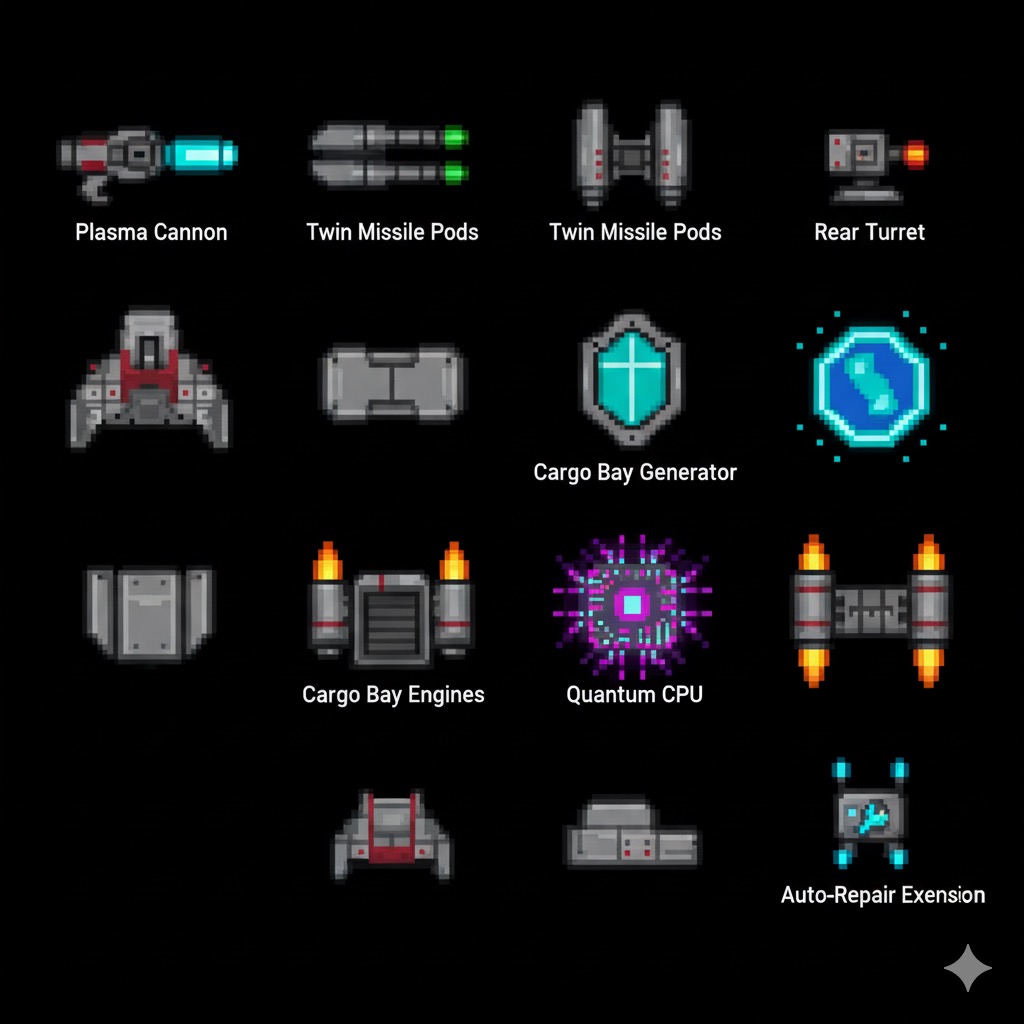 Plasma Cannon
Twin Missile Pods
Twin Missile Pods
Rear Turret
Cargo Bay Generator
Cargo Bay Engines
Quantum CPU
Auto-Repair Exension